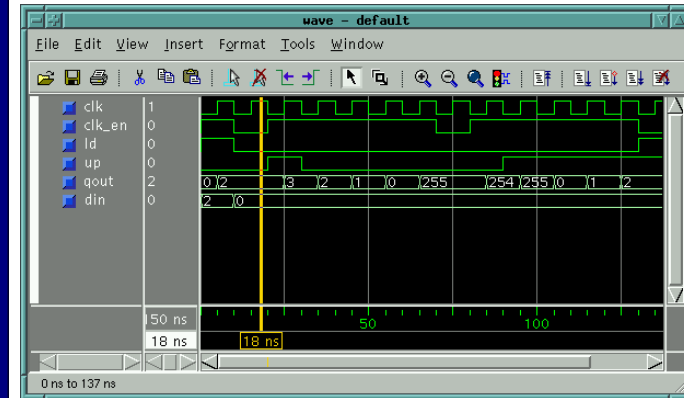 wave - default
File Edit View Insert Format Tools Window
clk 1
clk_en 0
ld 0
up 0
qout 2 0 2 3 2 1 0 255 254 255 0 1 2
din 0 2 0
150 ns 50 100
18 ns 18 ns
0 ns to 137 ns